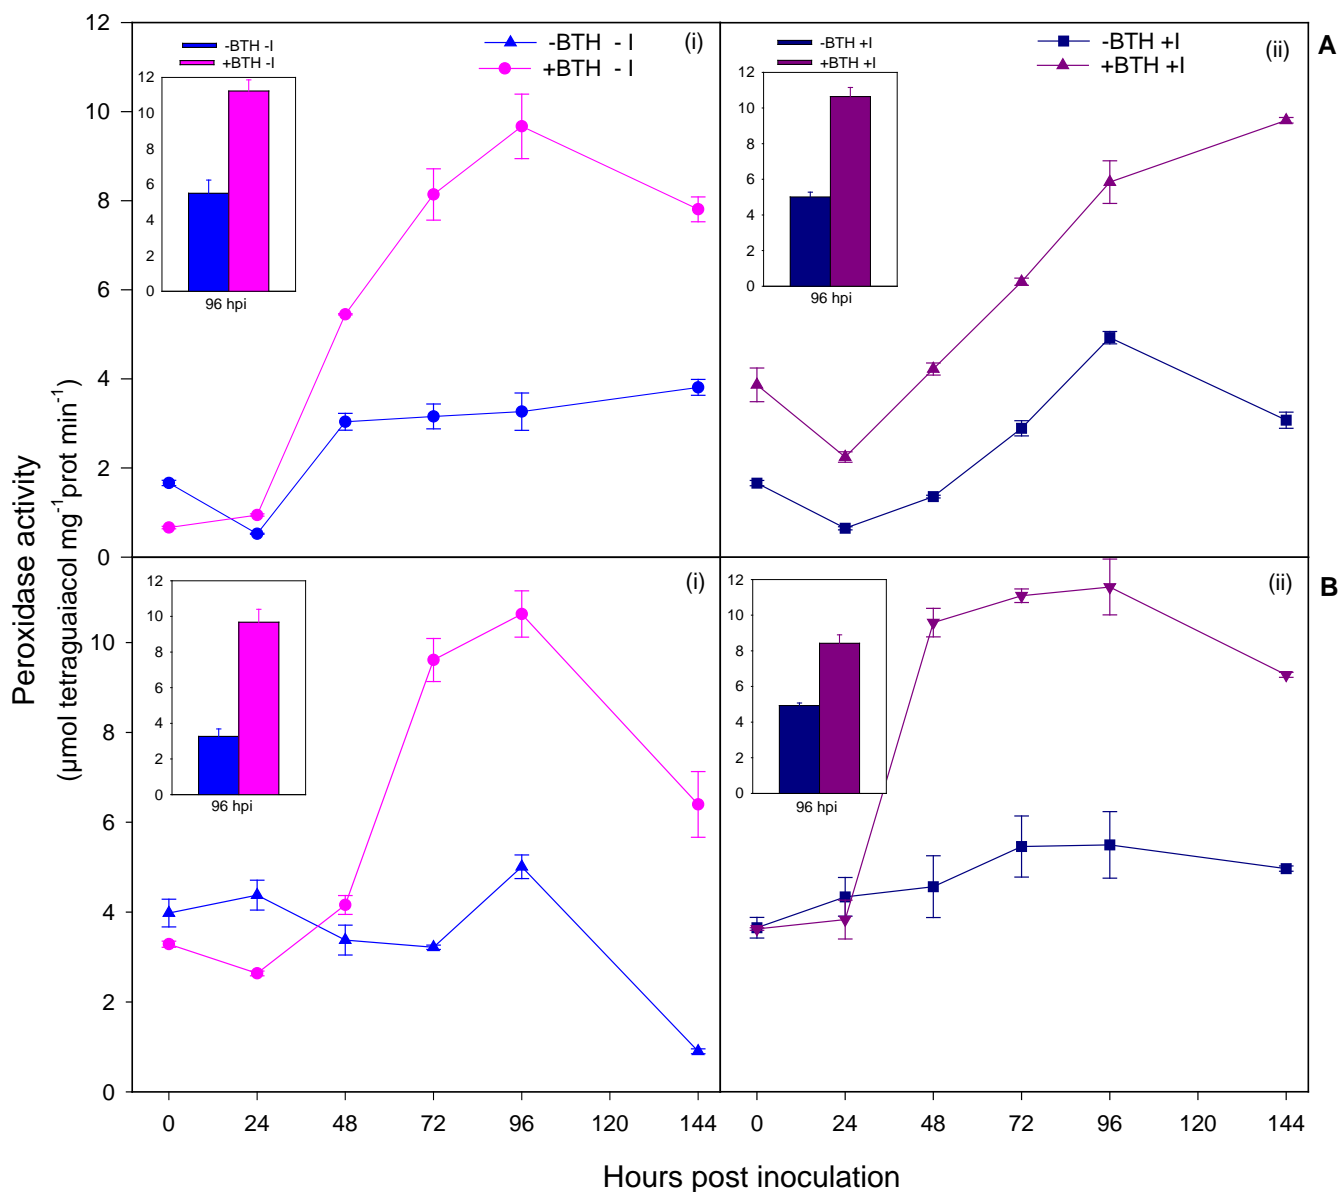 Peroxidase activity
(µmol tetraguaiacol mg-1prot min-1)
12
10
8
6
4
2
0
10
8
6
4
2
0
-BTH -I
+BTH -I
-BTH - I
+BTH - I
(i)
12
10
8
6
4
2
0
96 hpi
-BTH +I
+BTH +I
-BTH +I
+BTH +I
(ii)
A
12
10
8
6
4
2
0
96 hpi
(i)
12
10
8
6
4
2
0
96 hpi
(ii)
B
12
10
8
6
4
2
0
96 hpi
0 24 48 72 96 120 144
0 24 48 72 96 120 144
Hours post inoculation